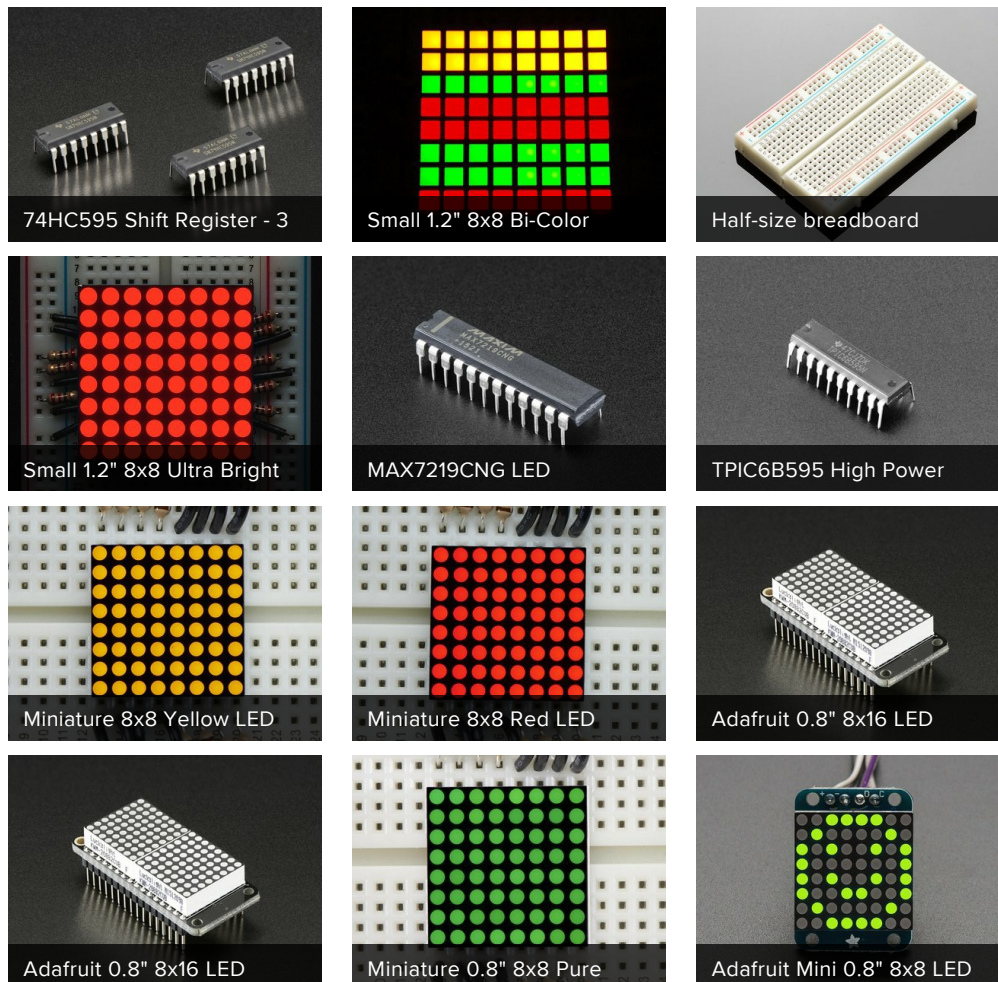 74HC595 Shift Register - 3
Small 1.2" 8x8 Bi-Color
Half-size breadboard
Small 1.2" 8x8 Ultra Bright
MAXIM
MAX7219CNG
MAX7219CNG LED
TPIC6B595 High Power
Miniature 8x8 Yellow LED
Miniature 8x8 Red LED
Adafruit 0.8" 8x16 LED
Adafruit 0.8" 8x16 LED
Miniature 0.8" 8x8 Pure
Adafruit Mini 0.8" 8x8 LED